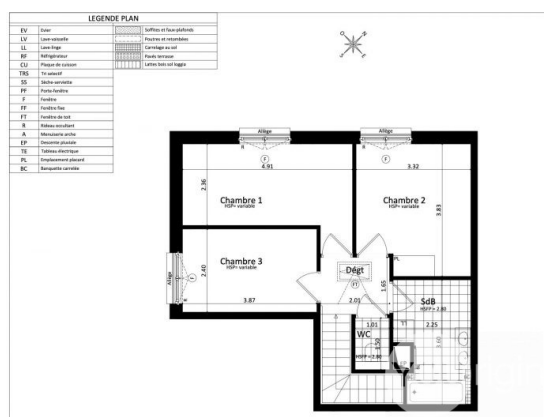 LEGENDE PLAN
EV Evier
LV Lave-vaisselle
LL Lave-linge
RF Réfrigérateur
CU Plaque de cuisson
TRS Tri sélectif
SS Sèche-serviette
PF Porte-fenêtre
F Fenêtre
FF Fenêtre fixe
FT Fenêtre de toit
R Rideau occultant
A Menuiserie arche
EP Descente pluviale
TE Tableau électrique
PL Emplacement placard
BC Banquette carrelée
Soffites et faux-plafonds
Poutres et retombées
Carrelage au sol
Pavés terrasse
Lattes bois sol loggia
O N
S E
Allège
Allège
R F
R F
4.91
3.32
2.36
Chambre 1
HSP= variable
Chambre 2
HSP= variable
3.83
Chambre 3
HSP= variable
2.40
Allège
F
R
3.87
PL
Dégt
FT
1.65
2.01
SdB
HSFP = 2.80
2.25
1.01
WC
1.50
HSFP = 2.80
3.60